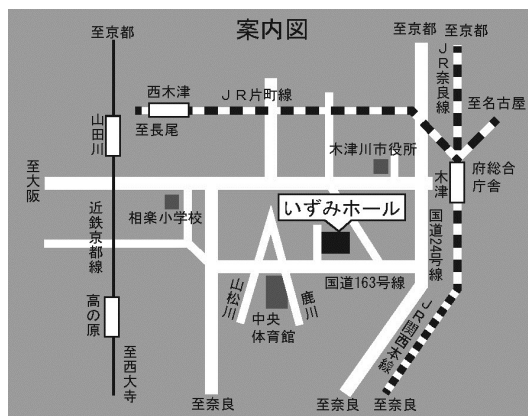 案内図
至京都
至京都
至京都
JR奈良線
西木津
JR片町線
至長尾
至名古屋
山田川
木津川市役所
至大阪
木津
府総合
庁舎
相楽小学校
いずみホール
近鉄京都線
国道24号線
国道163号線
山松川
鹿川
高の原
中央
体育館
JR関西本線
至西大寺
至奈良
至奈良
至奈良